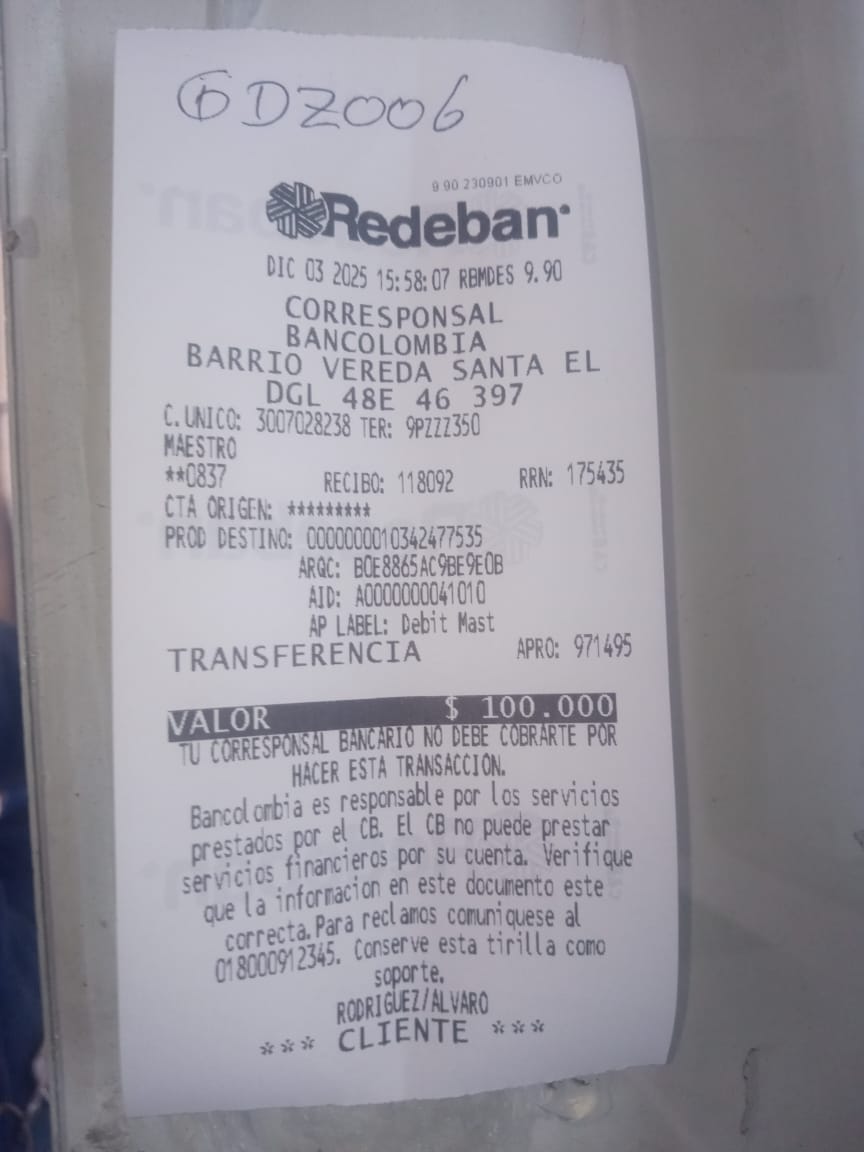 GDZ006
9.90 230901 EMVCO
Redeban
DIC 03 2025 15:58:07 RBMDES 9.90
CORRESPONSAL
BANCOLOMBIA
BARRIO VEREDA SANTA EL
DGL 48E 46 397
C.UNICO: 3007028238 TER: 9PZZZ350
MAESTRO
**0837 RECIBO: 118092 RRN: 175435
CTA ORIGEN: *********
PROD DESTINO: 0000000010342477535
ARQC: B0E8865AC9BE9E0B
AID: A0000000041010
AP LABEL: Debit Mast
TRANSFERENCIA APRO: 971495
VALOR $ 100.000
TU CORRESPONSAL BANCARIO NO DEBE COBRARTE POR
HACER ESTA TRANSACCION.
Bancolombia es responsable por los servicios
prestados por el CB. El CB no puede prestar
servicios financieros por su cuenta. Verifique
que la informacion en este documento este
correcta.Para reclamos comuniquese al
018000912345. Conserve esta tirilla como
soporte.
RODRIGUEZ/ALVARO
*** CLIENTE ***